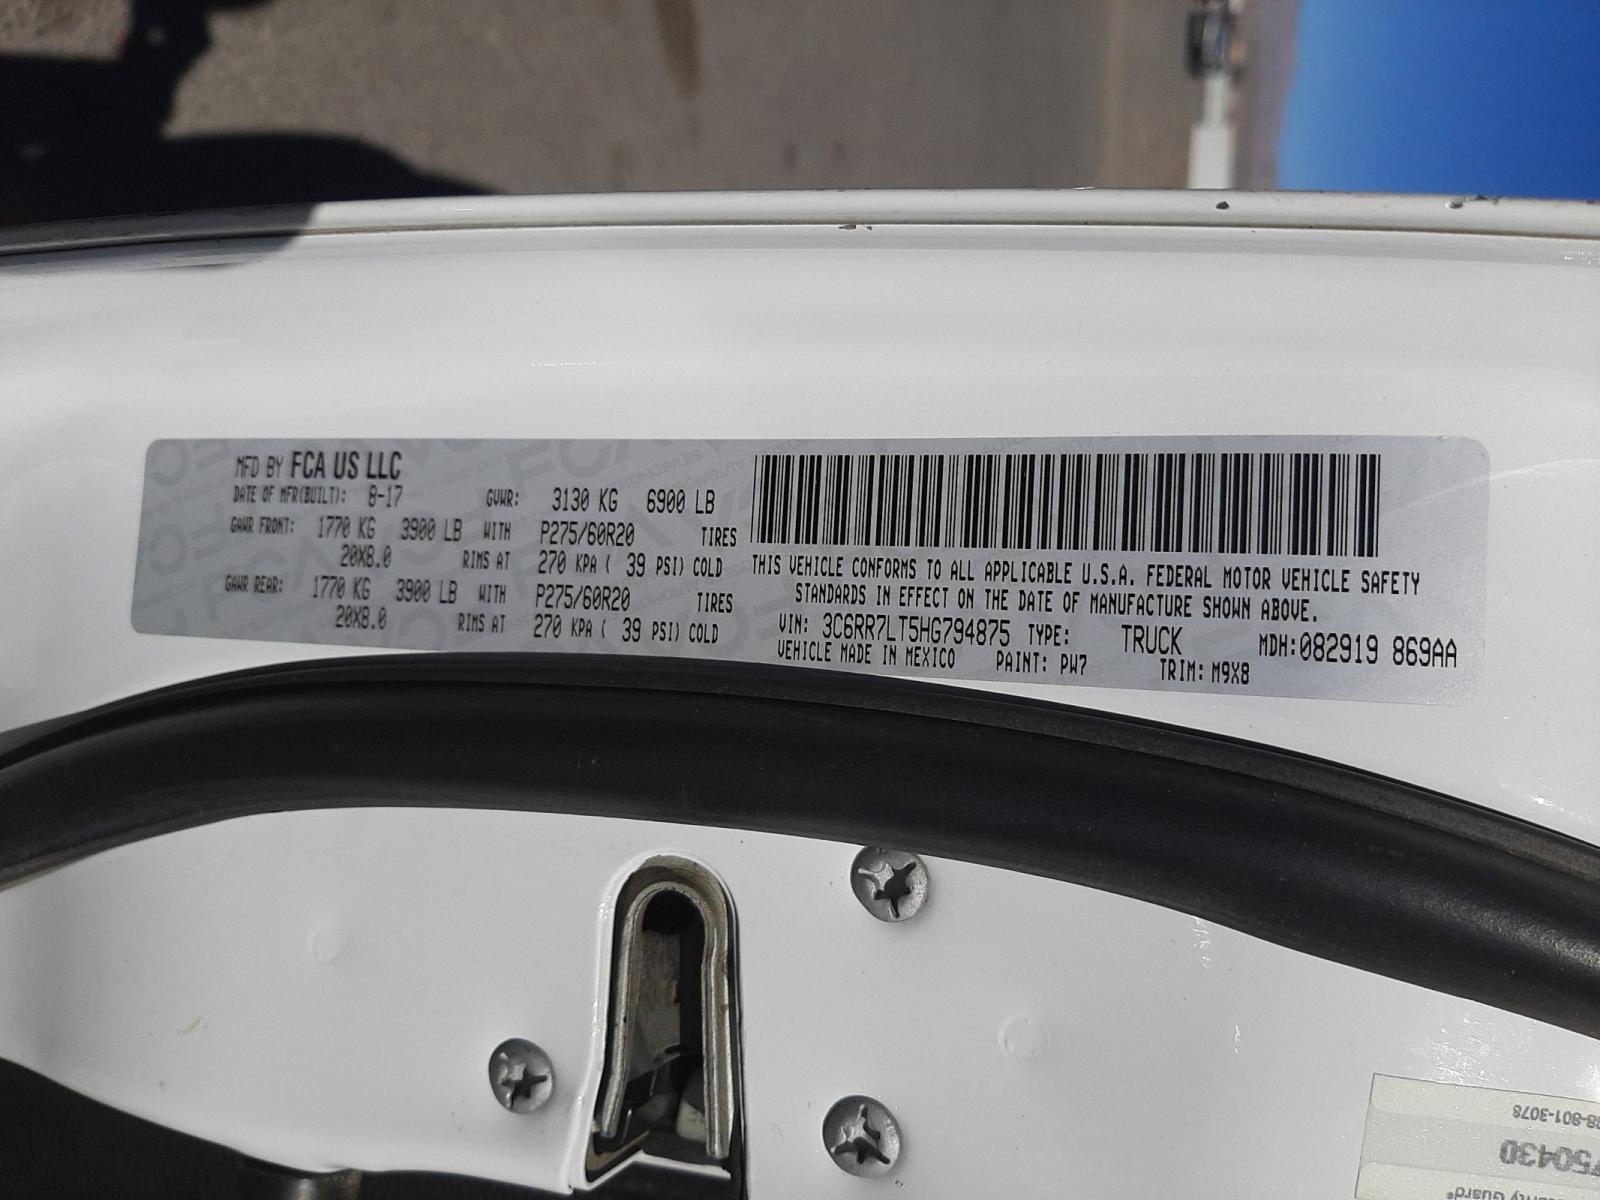 MFD BY FCA US LLC
DATE OF MFR(BUILT): 8-17 GVWR: 3130 KG 6900 LB
GAWR FRONT: 1770 KG 3900 LB WITH P275/60R20 TIRES
20X8.0 RIMS AT 270 KPA ( 39 PSI) COLD
GAWR REAR: 1770 KG 3900 LB WITH P275/60R20 TIRES
20X8.0 RIMS AT 270 KPA ( 39 PSI) COLD
THIS VEHICLE CONFORMS TO ALL APPLICABLE U.S.A. FEDERAL MOTOR VEHICLE SAFETY
STANDARDS IN EFFECT ON THE DATE OF MANUFACTURE SHOWN ABOVE.
VIN: 3C6RR7LT5HG794875 TYPE: TRUCK MDH:082919 869AA
VEHICLE MADE IN MEXICO PAINT: PW7 TRIM: M9X8
Guard®
750430
801-3078